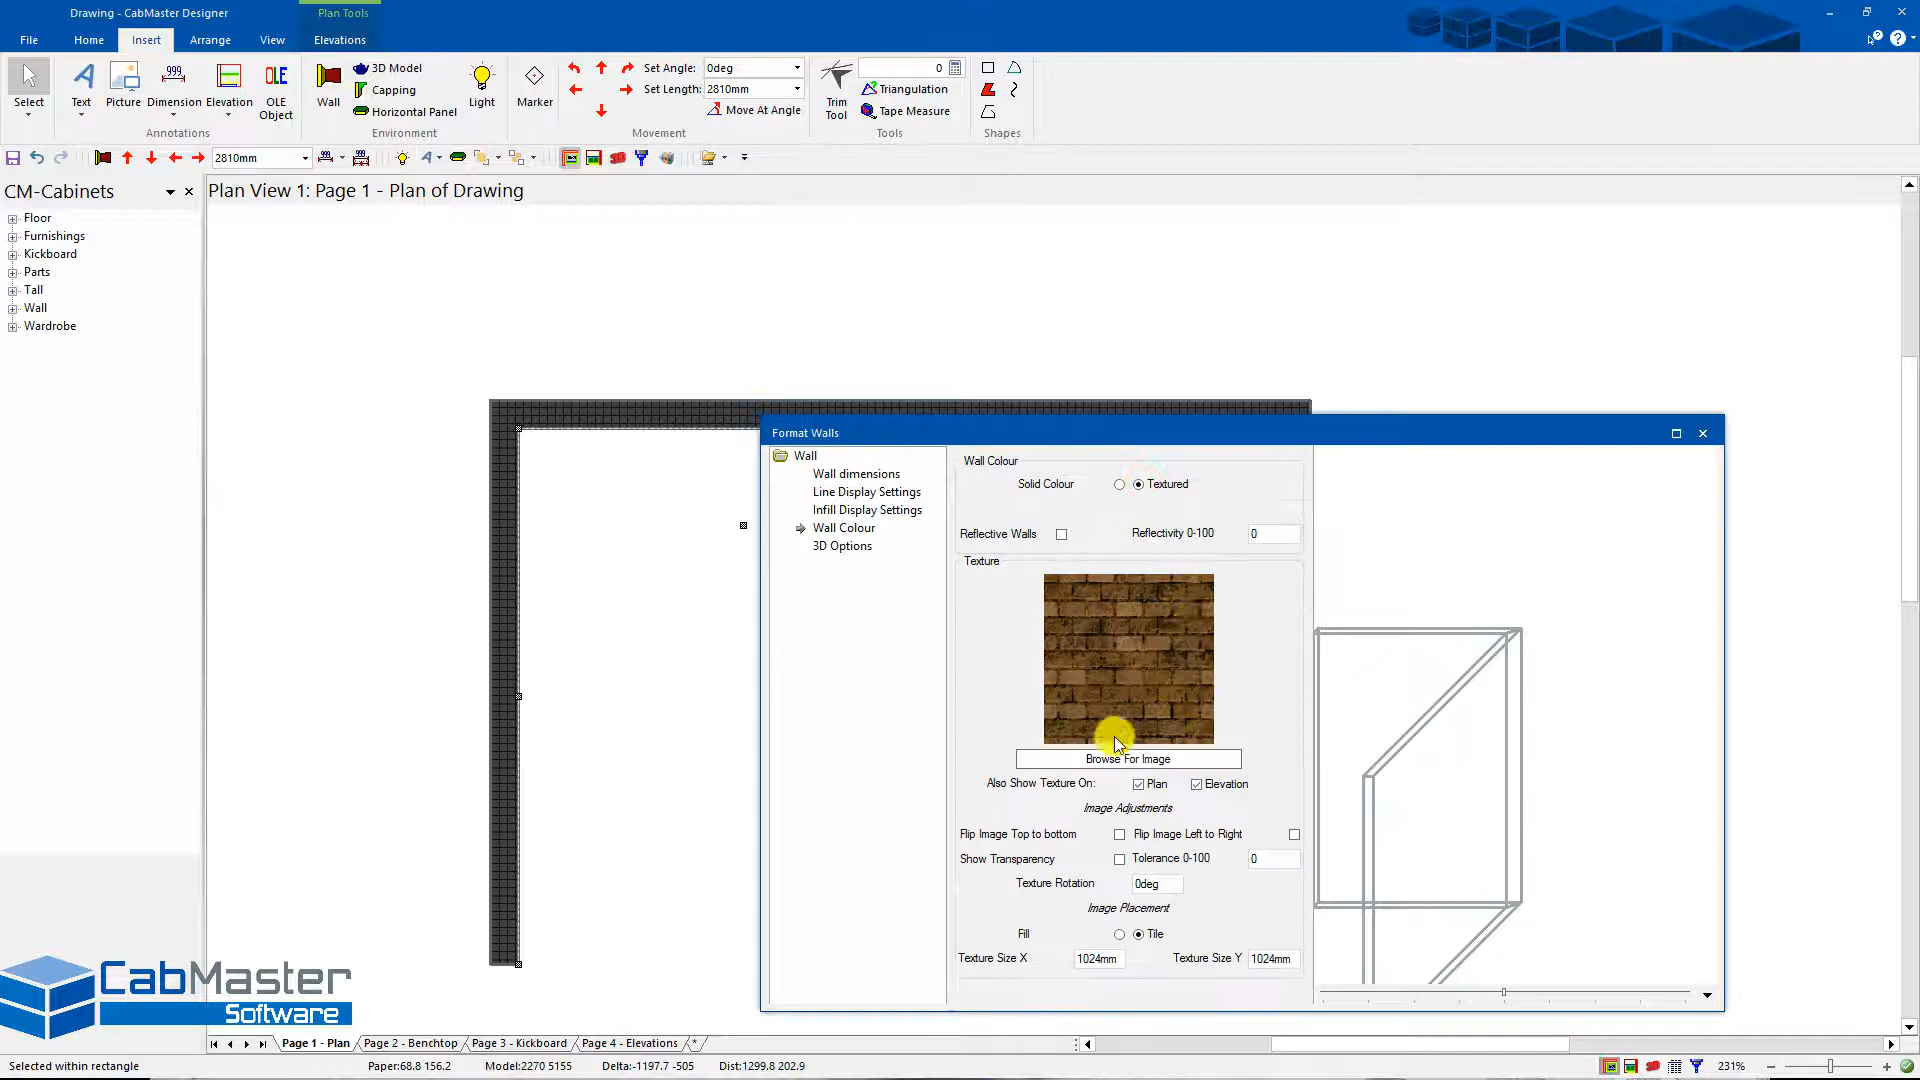 Drawing - CabMaster Designer
Plan Tools
File
Home
Insert
Arrange
View
Elevations
Select
Text
Picture
Dimension
Elevation
OLE Object
Annotations
Wall
3D Model
Capping
Horizontal Panel
Light
Environment
Marker
Set Angle: 0deg
Set Length: 2810mm
Move At Angle
Movement
Trim Tool
0
Triangulation
Tape Measure
Tools
Shapes
2810mm
CM-Cabinets
Floor
Furnishings
Kickboard
Parts
Tall
Wall
Wardrobe
Plan View 1: Page 1 - Plan of Drawing
Format Walls
Wall
Wall dimensions
Line Display Settings
Infill Display Settings
Wall Colour
3D Options
Wall Colour
Solid Colour
Textured
Reflective Walls
Reflectivity 0-100
0
Texture
Browse For Image
Also Show Texture On:
Plan
Elevation
Image Adjustments
Flip Image Top to bottom
Flip Image Left to Right
Show Transparency
Tolerance 0-100
0
Texture Rotation
0deg
Image Placement
Fill
Tile
Texture Size X
1024mm
Texture Size Y
1024mm
CabMaster
Software
Page 1 - Plan
Page 2 - Benchtop
Page 3 - Kickboard
Page 4 - Elevations
*
Selected within rectangle
Paper:68.8 156.2
Model:2270 5155
Delta:-1197.7 -505
Dist:1299.8 202.9
231%